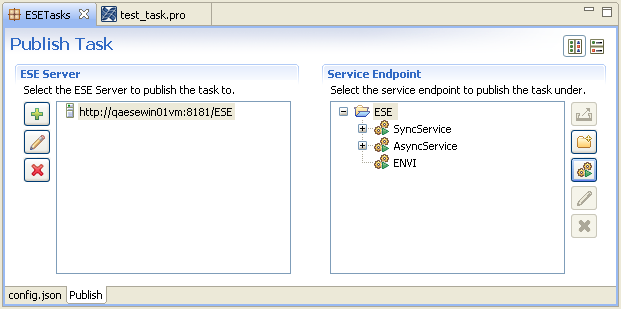 ESETasks
test_task.pro
Publish Task
ESE Server
Select the ESE Server to publish the task to.
http://qaesewin01vm:8181/ESE
Service Endpoint
Select the service endpoint to publish the task under.
ESE
SyncService
AsyncService
ENVI
config.json
Publish